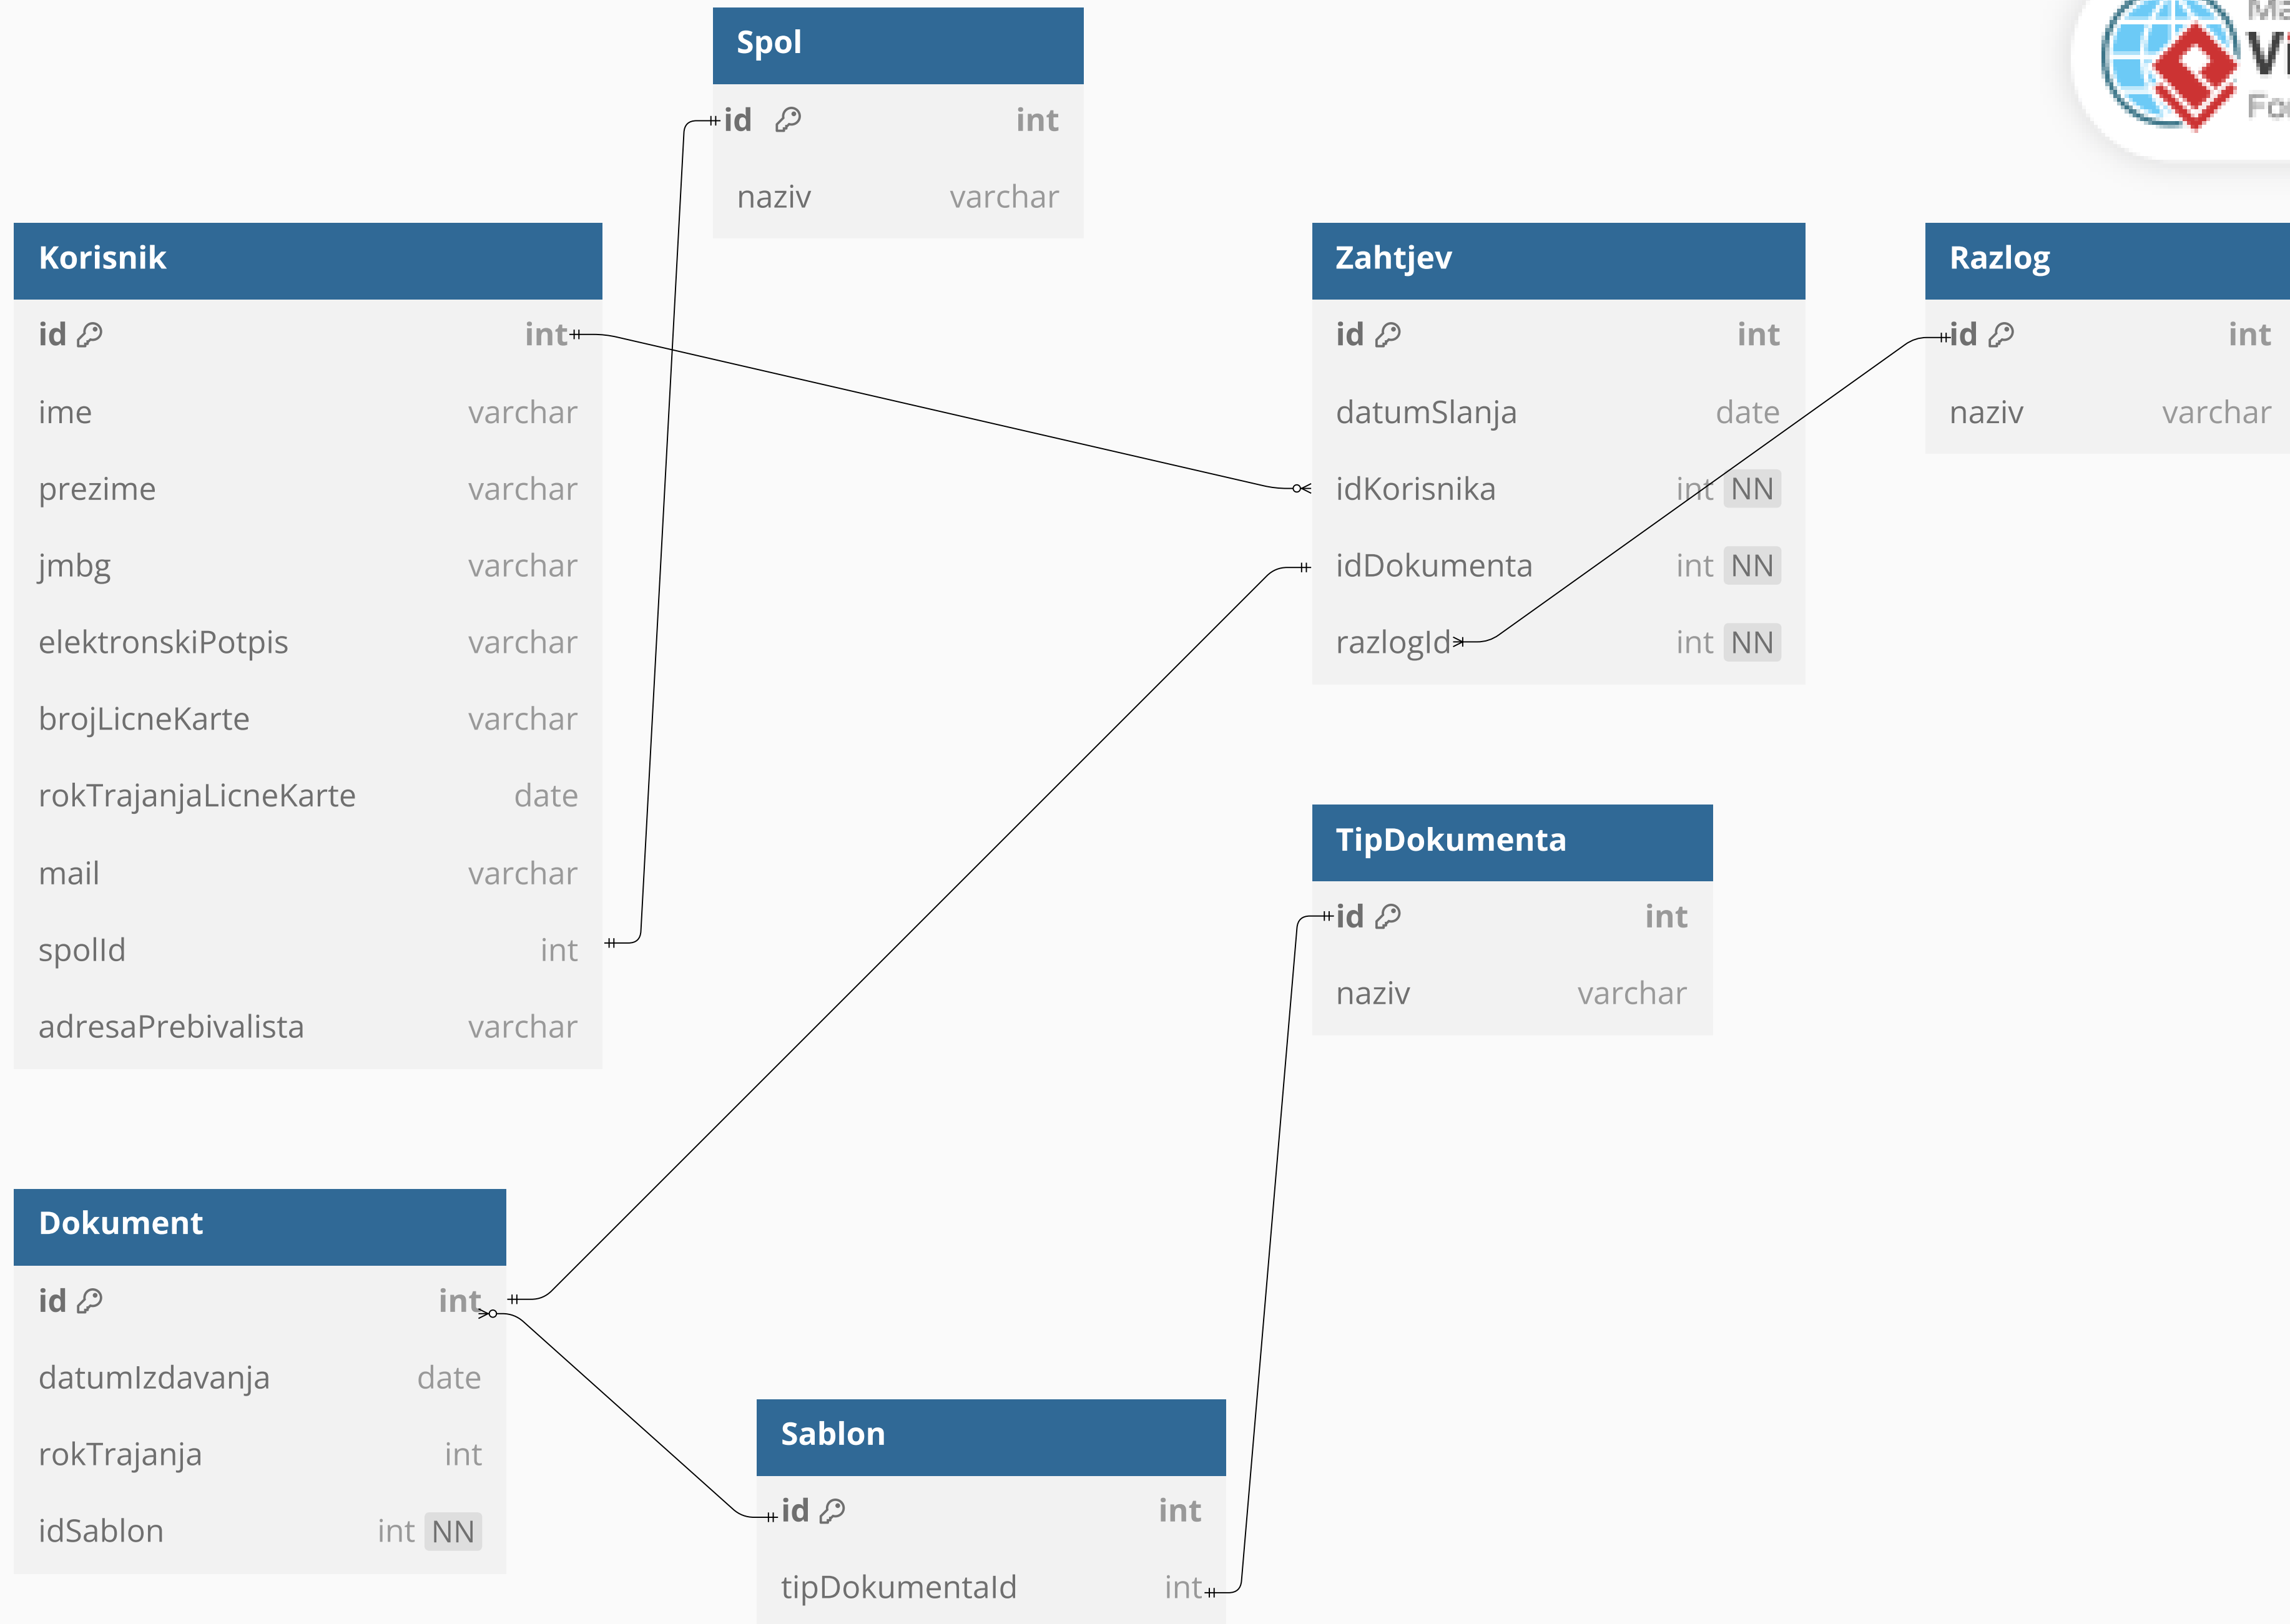 Spol
id int
naziv varchar
Korisnik
id int
ime varchar
prezime varchar
jmbg varchar
elektronskiPotpis varchar
brojLicneKarte varchar
rokTrajanjaLicneKarte date
mail varchar
spolId int
adresaPrebivalista varchar
Zahtjev
id int
datumSlanja date
idKorisnika int NN
idDokumenta int NN
razlogId int NN
Razlog
id int
naziv varchar
TipDokumenta
id int
naziv varchar
Dokument
id int
datumIzdavanja date
rokTrajanja int
idSablon int NN
Sablon
id int
tipDokumentaId int